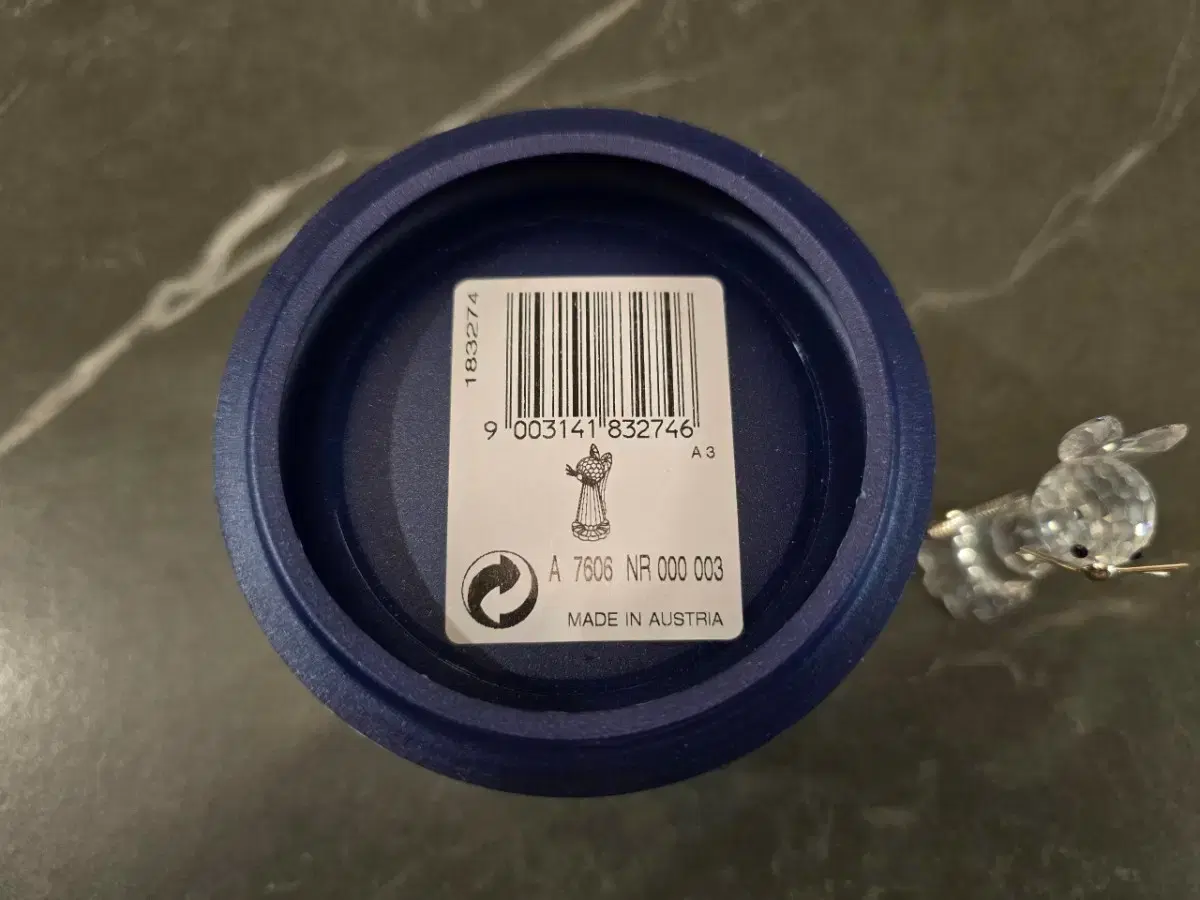 183274
9 003141 832746
A 3
A 7606 NR 000 003
MADE IN AUSTRIA